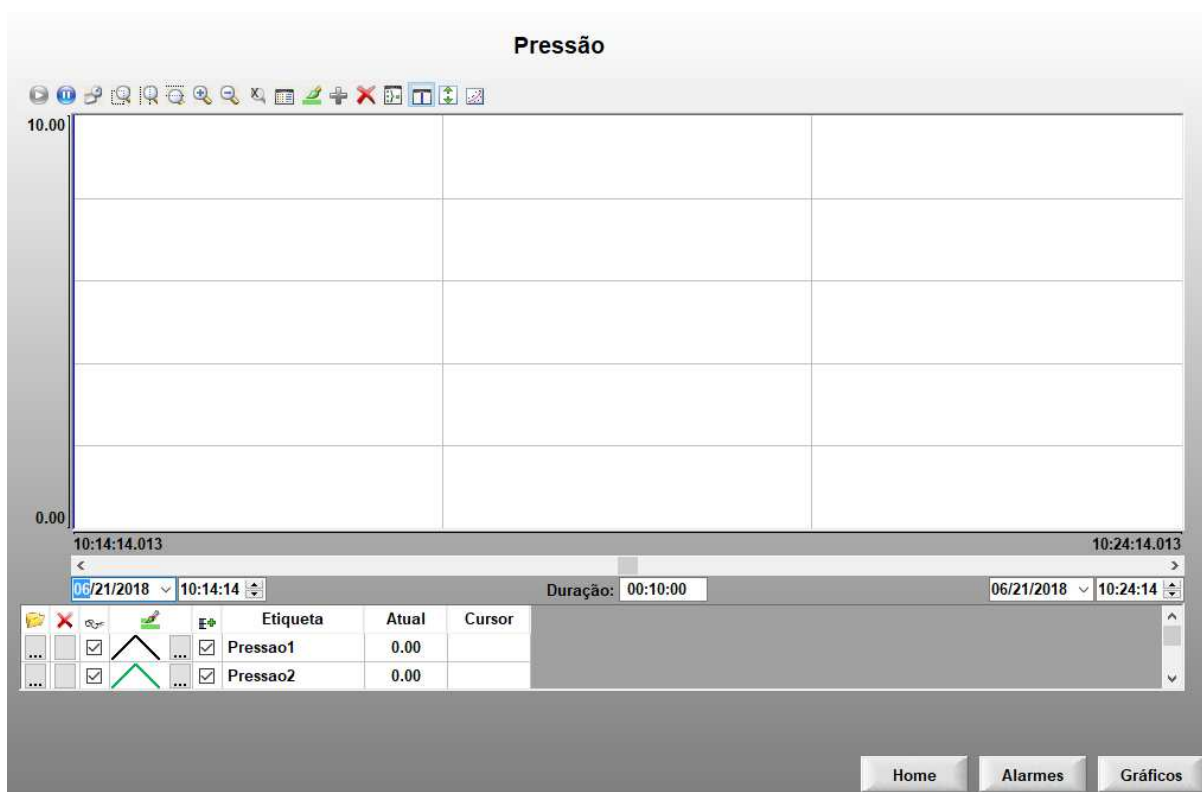 Pressão
10.00
0.00
10:14:14.013 10:24:14.013
06/21/2018 10:14:14 Duração: 00:10:00 06/21/2018 10:24:14
Etiqueta Atual Cursor
... ... Pressao1 0.00
... ... Pressao2 0.00
Home Alarmes Gráficos